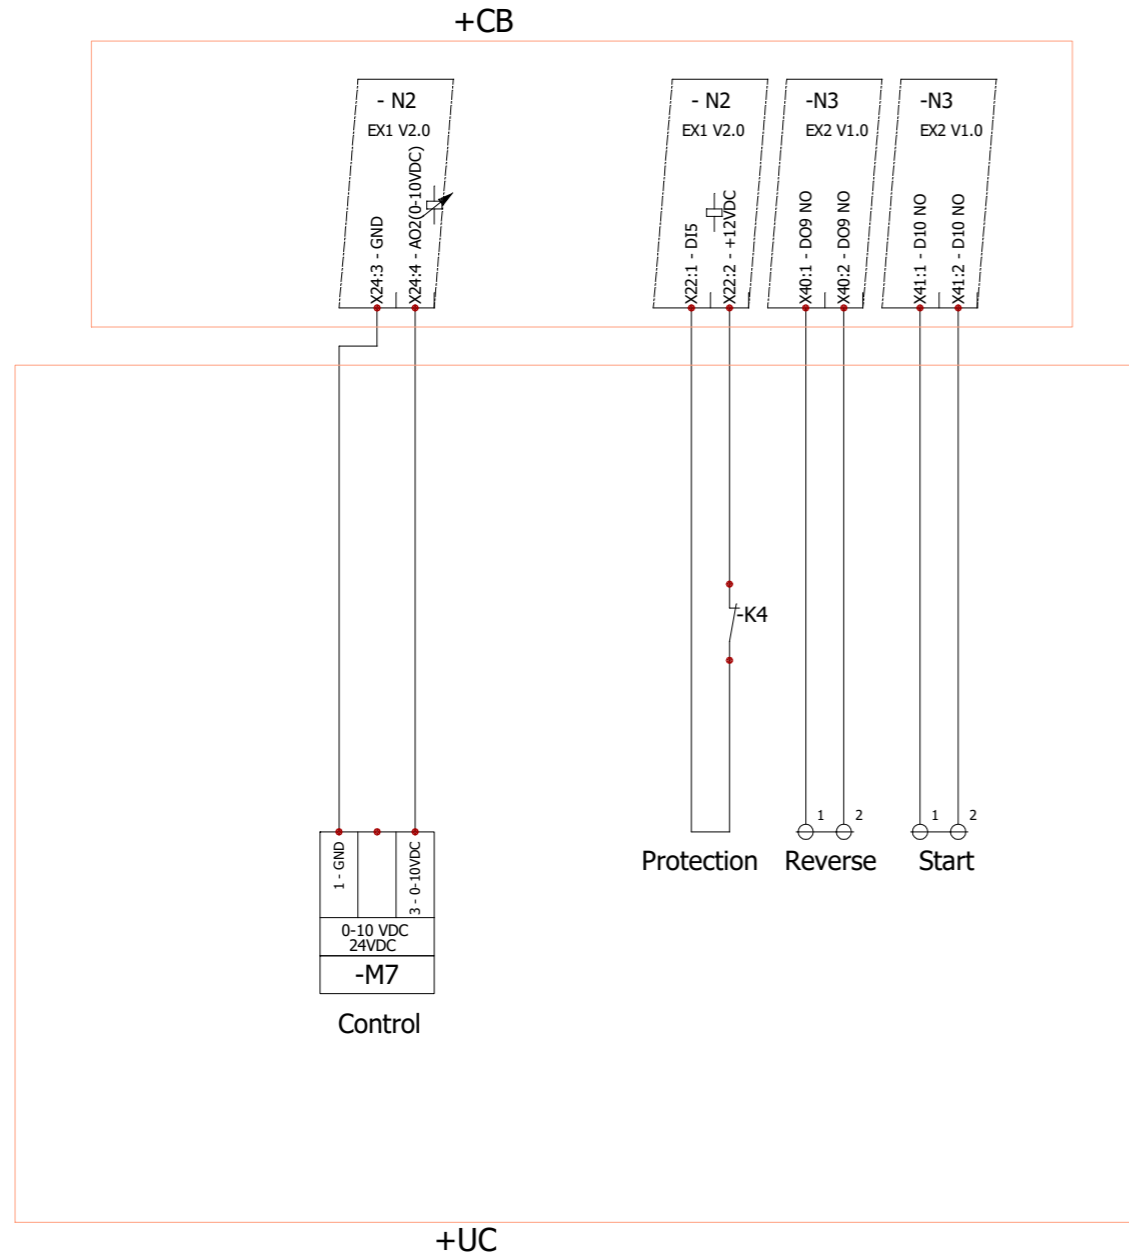 +CB
- N2
EX1 V2.0
X24:3 - GND
X24:4 - AO2(0-10VDC)
- N2
EX1 V2.0
X22:1 - DI5
X22:2 - +12VDC
-N3
EX2 V1.0
X40:1 - DO9 NO
X40:2 - DO9 NO
-N3
EX2 V1.0
X41:1 - D10 NO
X41:2 - D10 NO
-K4
1 - GND
3 - 0-10VDC
0-10 VDC
24VDC
-M7
Control
Protection
1 2
Reverse
1 2
Start
+UC